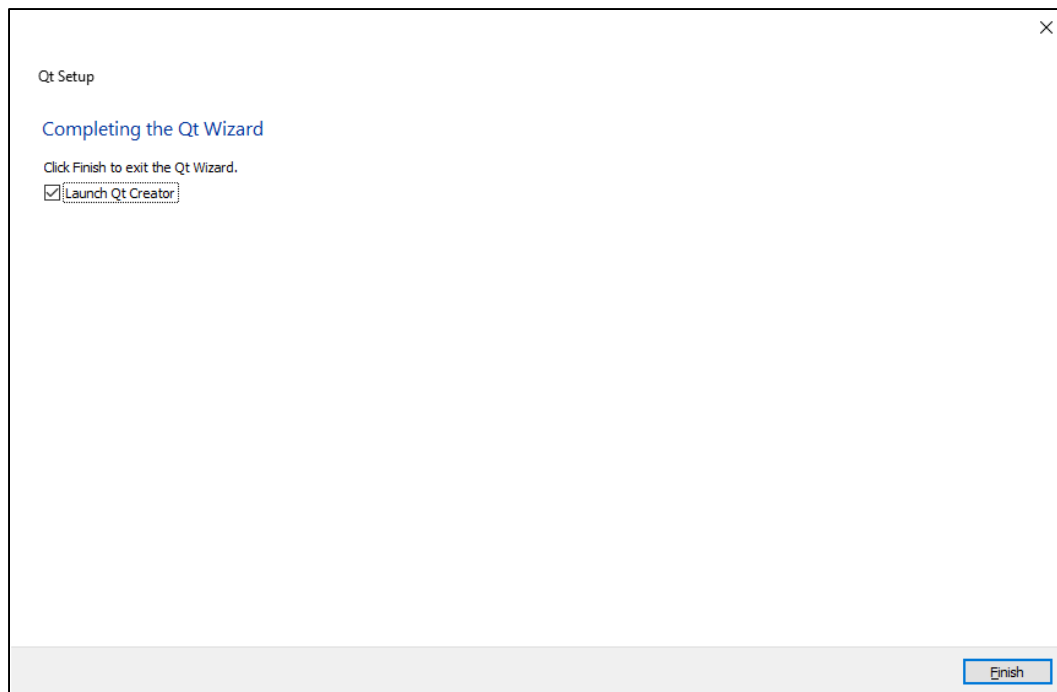 Qt Setup
Completing the Qt Wizard
Click Finish to exit the Qt Wizard.
Launch Qt Creator
Finish